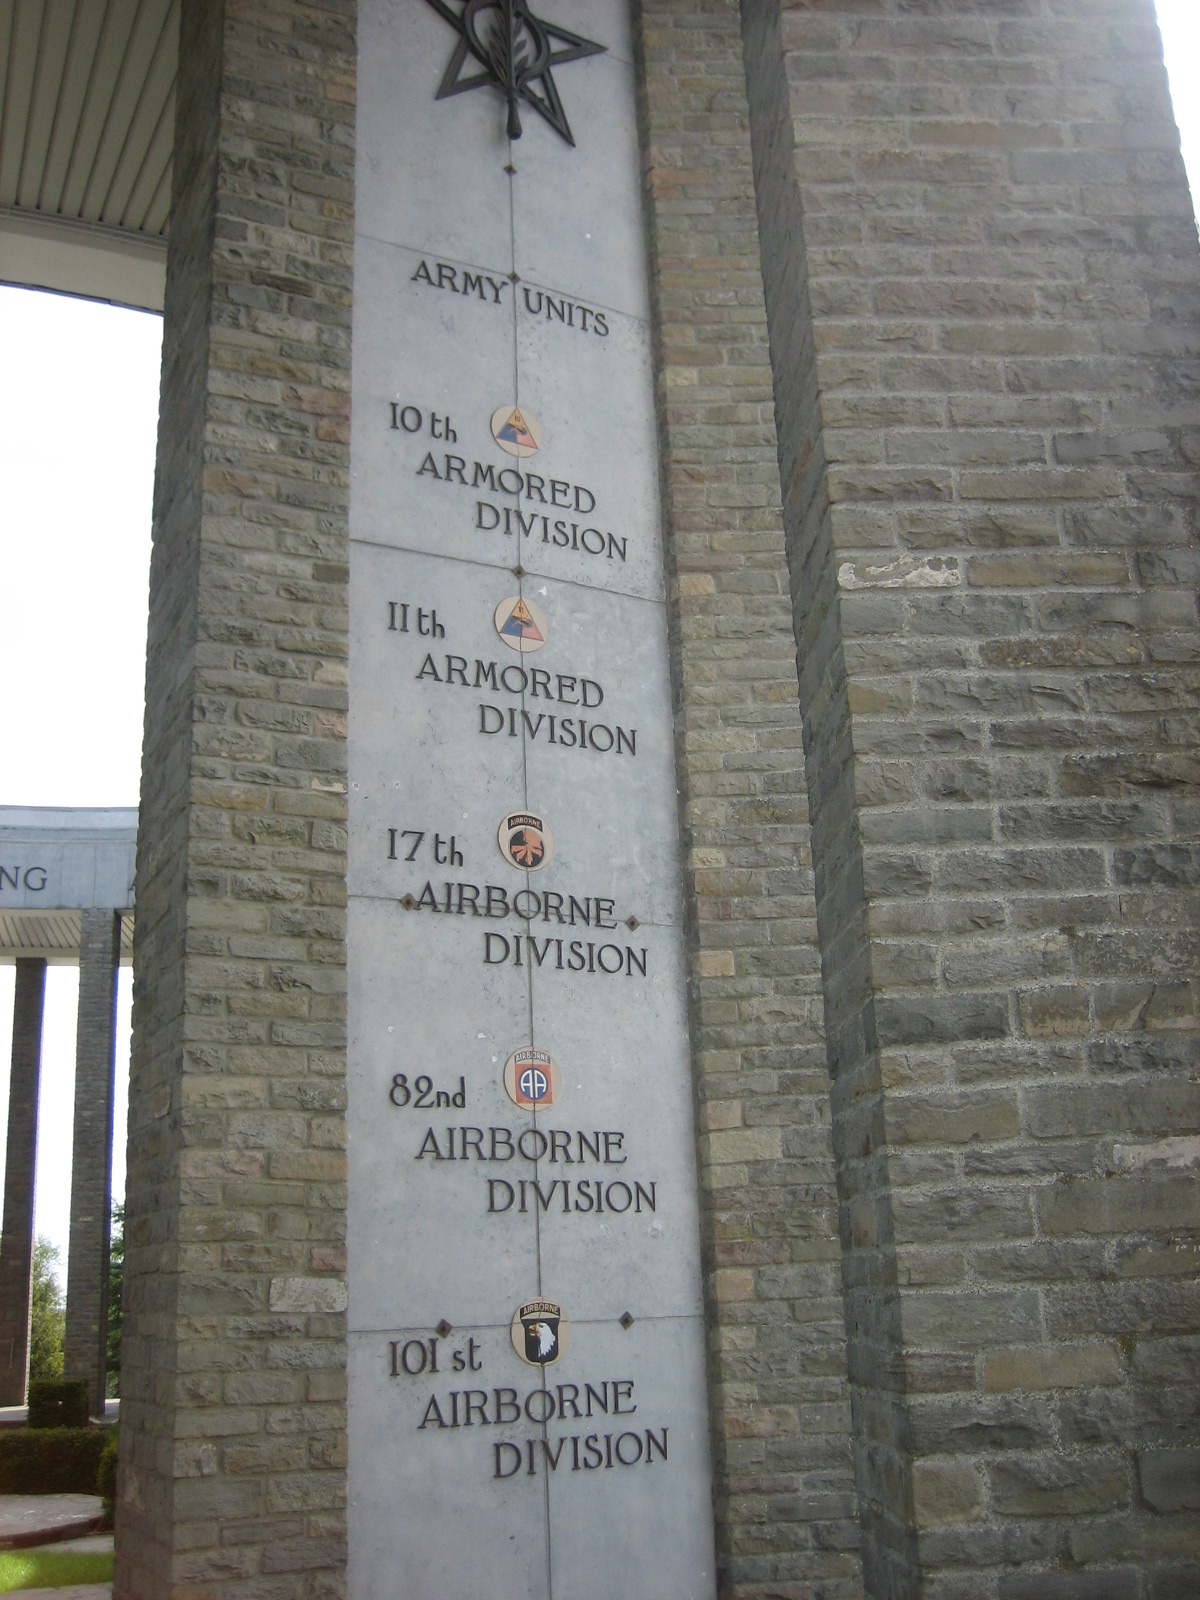 ARMY UNITS
10th
ARMORED
DIVISION
11th
ARMORED
DIVISION
AIRBORNE
17th
AIRBORNE
DIVISION
AIRBORNE
AA
82nd
AIRBORNE
DIVISION
AIRBORNE
101st
AIRBORNE
DIVISION
NG